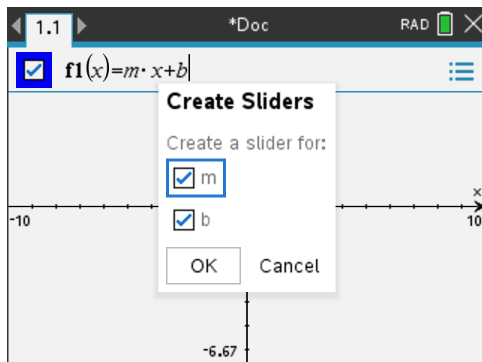 1.1 *Doc RAD
f1(x)=m·x+b
Create Sliders
Create a slider for:
m
b
OK Cancel
x
-10 10
-6.67